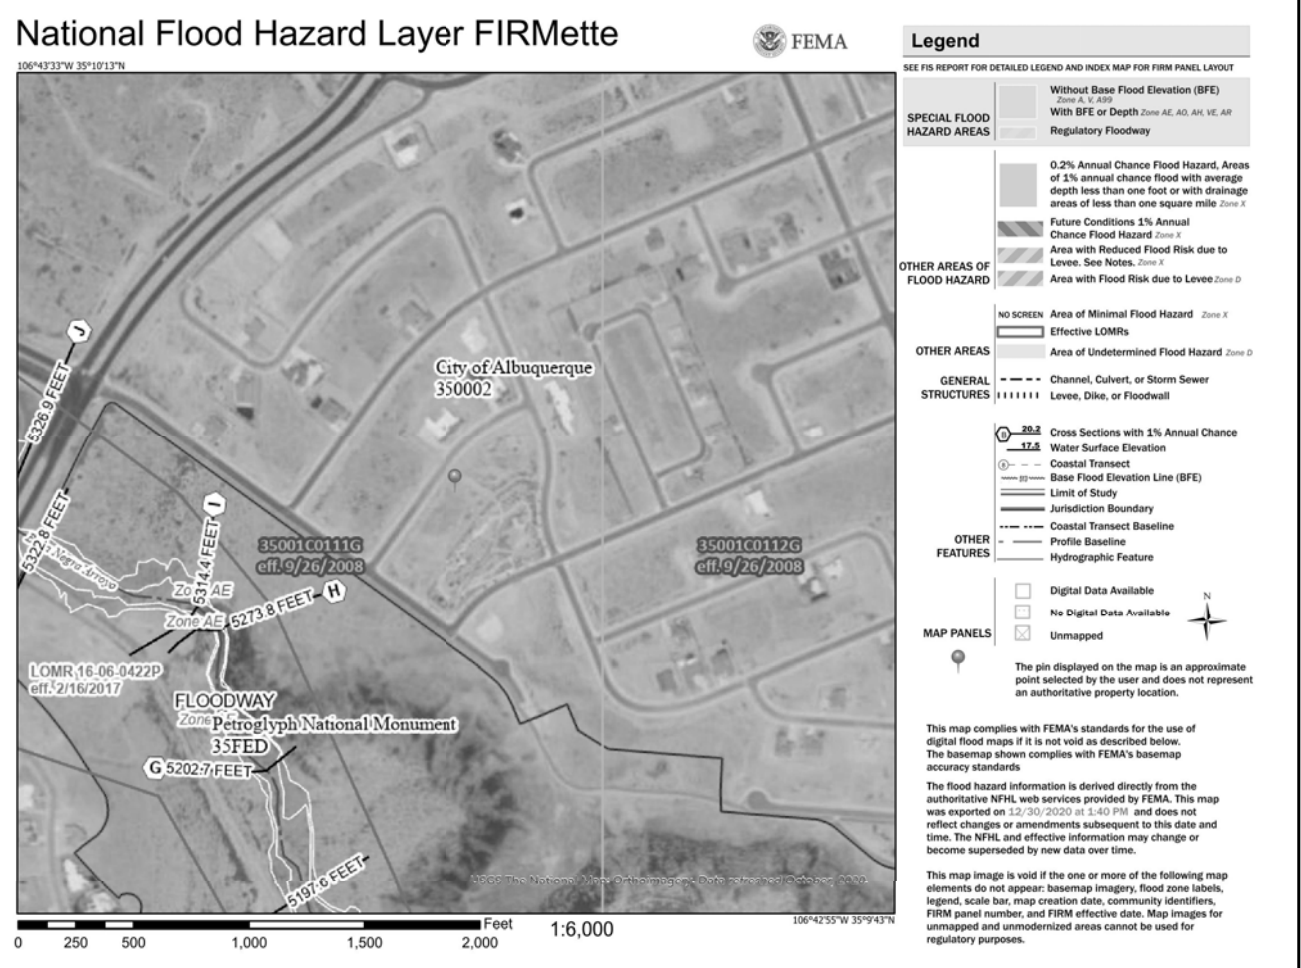 National Flood Hazard Layer FIRMette
FEMA
106°43'33"W 35°10'13"N
J
5326.9 FEET
City of Albuquerque
350002
5322.8 FEET
I
5314.4 FEET
Negra Arroyo
35001C0111G
eff. 9/26/2008
35001C0112G
eff. 9/26/2008
Zone AE
Zone AE
5273.8 FEET
H
LOMR 16-06-0422P
eff. 2/16/2017
FLOODWAY
Zone
Petroglyph National Monument
35FED
G 5202.7 FEET
5197.6 FEET
USGS The National Map: Orthoimagery. Data refreshed October, 2020.
106°42'55"W 35°9'43"N
Feet
0 250 500 1,000 1,500 2,000
1:6,000
Legend
SEE FIS REPORT FOR DETAILED LEGEND AND INDEX MAP FOR FIRM PANEL LAYOUT
SPECIAL FLOOD
HAZARD AREAS
Without Base Flood Elevation (BFE)
Zone A, V, A99
With BFE or Depth Zone AE, AO, AH, VE, AR
Regulatory Floodway
0.2% Annual Chance Flood Hazard, Areas
of 1% annual chance flood with average
depth less than one foot or with drainage
areas of less than one square mile Zone X
Future Conditions 1% Annual
Chance Flood Hazard Zone X
OTHER AREAS OF
FLOOD HAZARD
Area with Reduced Flood Risk due to
Levee. See Notes. Zone X
Area with Flood Risk due to Levee Zone D
NO SCREEN Area of Minimal Flood Hazard Zone X
Effective LOMRs
OTHER AREAS
Area of Undetermined Flood Hazard Zone D
GENERAL
STRUCTURES
Channel, Culvert, or Storm Sewer
Levee, Dike, or Floodwall
B 20.2 Cross Sections with 1% Annual Chance
17.5 Water Surface Elevation
8 Coastal Transect
513 Base Flood Elevation Line (BFE)
Limit of Study
Jurisdiction Boundary
Coastal Transect Baseline
OTHER
FEATURES
Profile Baseline
Hydrographic Feature
Digital Data Available
No Digital Data Available
Unmapped
MAP PANELS
N
The pin displayed on the map is an approximate
point selected by the user and does not represent
an authoritative property location.
This map complies with FEMA's standards for the use of
digital flood maps if it is not void as described below.
The basemap shown complies with FEMA's basemap
accuracy standards
The flood hazard information is derived directly from the
authoritative NFHL web services provided by FEMA. This map
was exported on 12/30/2020 at 1:40 PM and does not
reflect changes or amendments subsequent to this date and
time. The NFHL and effective information may change or
become superseded by new data over time.
This map image is void if the one or more of the following map
elements do not appear: basemap imagery, flood zone labels,
legend, scale bar, map creation date, community identifiers,
FIRM panel number, and FIRM effective date. Map images for
unmapped and unmodernized areas cannot be used for
regulatory purposes.